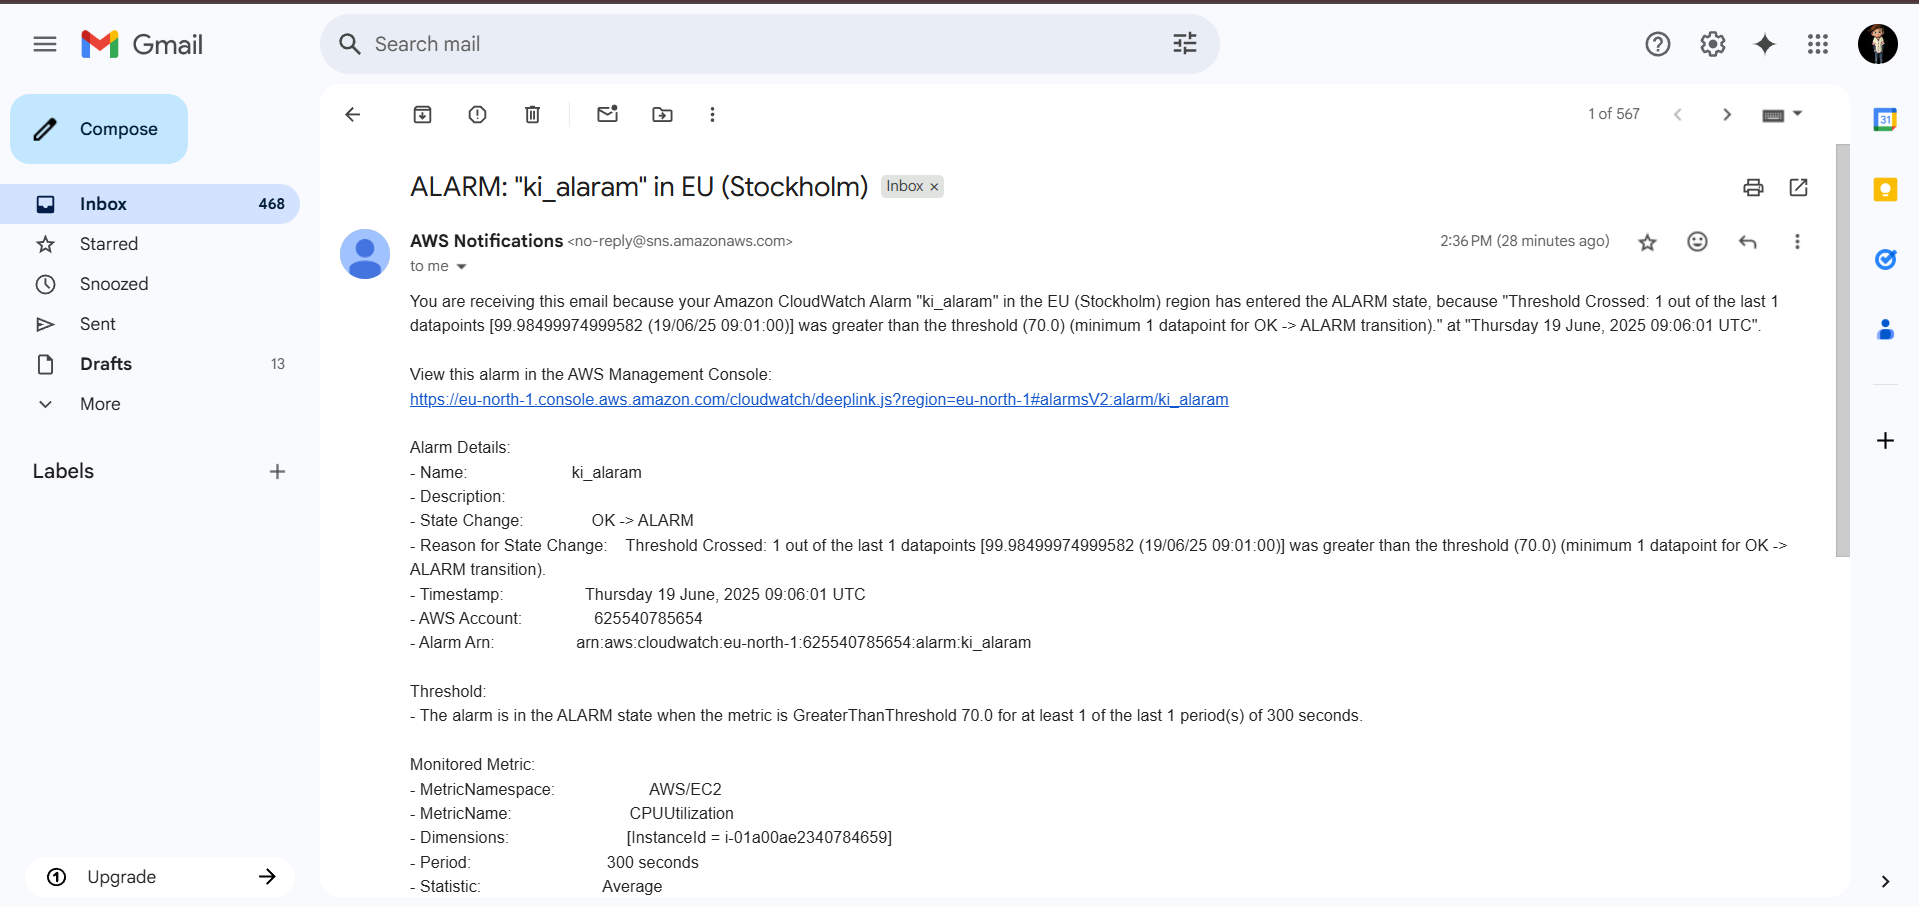 Gmail
Search mail
Compose
1 of 567
Inbox 468
Starred
Snoozed
Sent
Drafts 13
More
Labels
Upgrade
ALARM: "ki_alaram" in EU (Stockholm) Inbox ×
AWS Notifications <no-reply@sns.amazonaws.com> 2:36 PM (28 minutes ago)
to me
You are receiving this email because your Amazon CloudWatch Alarm "ki_alaram" in the EU (Stockholm) region has entered the ALARM state, because "Threshold Crossed: 1 out of the last 1
datapoints [99.98499974999582 (19/06/25 09:01:00)] was greater than the threshold (70.0) (minimum 1 datapoint for OK -> ALARM transition)." at "Thursday 19 June, 2025 09:06:01 UTC".
View this alarm in the AWS Management Console:
https://eu-north-1.console.aws.amazon.com/cloudwatch/deeplink.js?region=eu-north-1#alarmsV2:alarm/ki_alaram
Alarm Details:
- Name: ki_alaram
- Description:
- State Change: OK -> ALARM
- Reason for State Change: Threshold Crossed: 1 out of the last 1 datapoints [99.98499974999582 (19/06/25 09:01:00)] was greater than the threshold (70.0) (minimum 1 datapoint for OK ->
ALARM transition).
- Timestamp: Thursday 19 June, 2025 09:06:01 UTC
- AWS Account: 625540785654
- Alarm Arn: arn:aws:cloudwatch:eu-north-1:625540785654:alarm:ki_alaram
Threshold:
- The alarm is in the ALARM state when the metric is GreaterThanThreshold 70.0 for at least 1 of the last 1 period(s) of 300 seconds.
Monitored Metric:
- MetricNamespace: AWS/EC2
- MetricName: CPUUtilization
- Dimensions: [InstanceId = i-01a00ae2340784659]
- Period: 300 seconds
- Statistic: Average
31